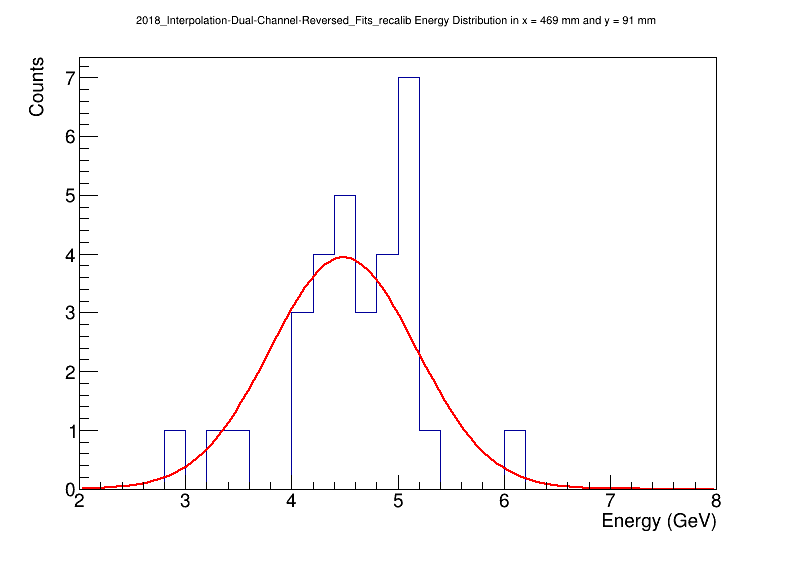 2018_Interpolation-Dual-Channel-Reversed_Fits_recalib Energy Distribution in x = 469 mm and y = 91 mm
Counts
7
6
5
4
3
2
1
0
2 3 4 5 6 7 8
Energy (GeV)